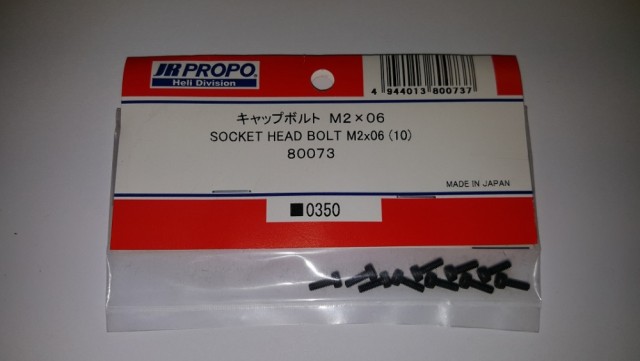 JR PROPO
Heli Division
4 944013 800737
キャップボルト M2×06
SOCKET HEAD BOLT M2x06 (10)
80073
MADE IN JAPAN
■0350